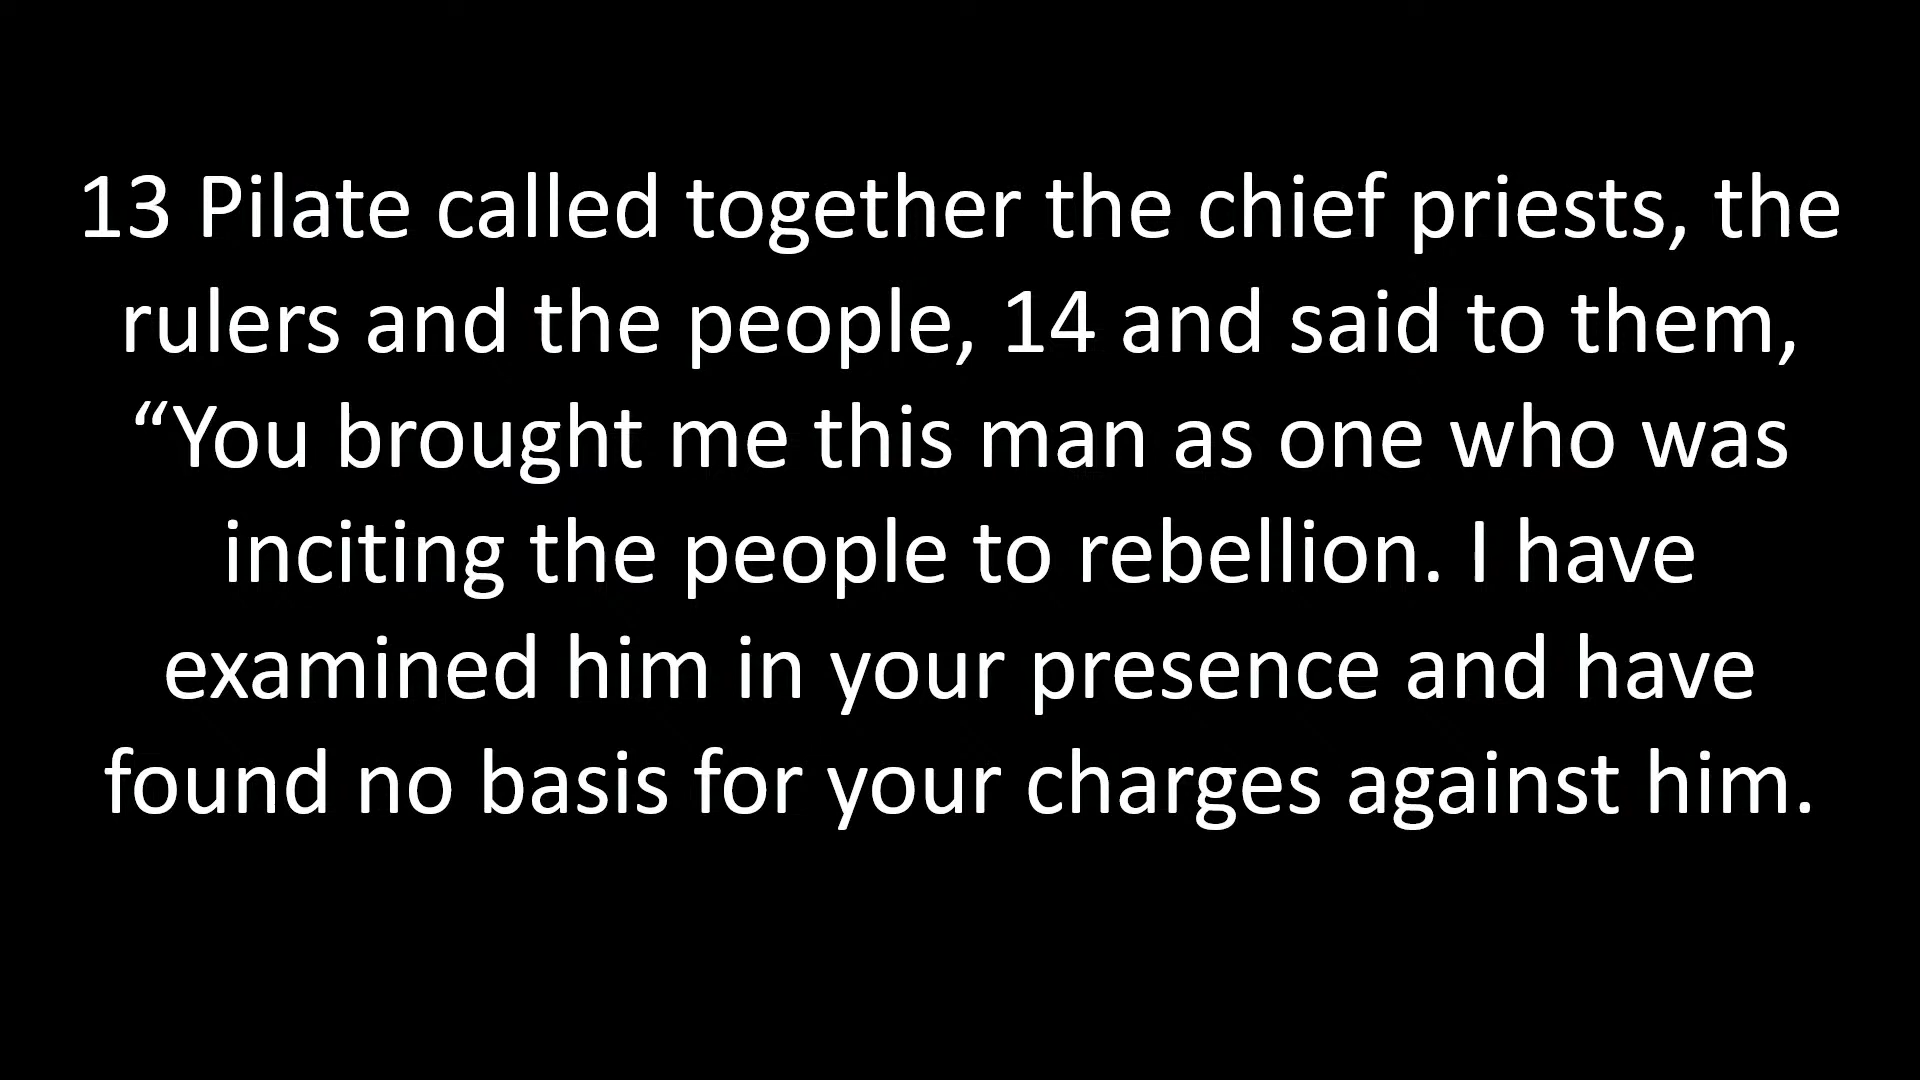 13 Pilate called together the chief priests, the
rulers and the people, 14 and said to them,
“You brought me this man as one who was
inciting the people to rebellion. I have
examined him in your presence and have
found no basis for your charges against him.